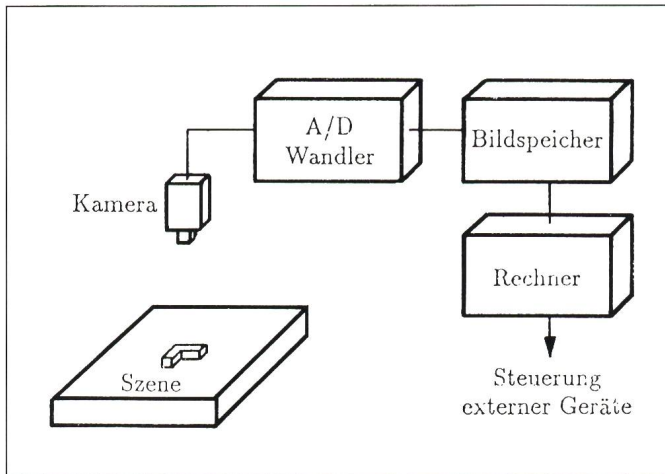 A/D
Wandler
Bildspeicher
Kamera
Rechner
Szene
Steuerung
externer Geräte